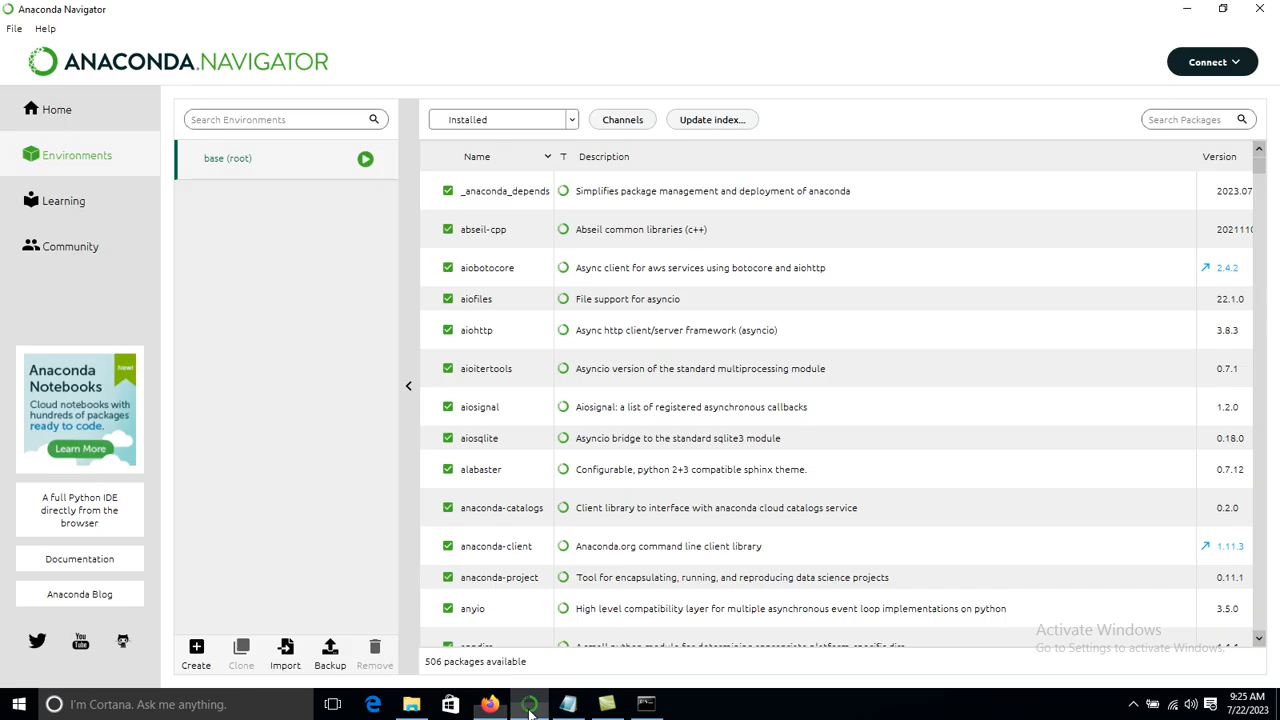 Anaconda Navigator
File Help
ANACONDA.NAVIGATOR
Connect
Home
Environments
Learning
Community
Anaconda
Notebooks
New!
Cloud notebooks with
hundreds of packages
ready to code.
Learn More
A full Python IDE
directly from the
browser
Documentation
Anaconda Blog
Search Environments
base (root)
Create Clone Import Backup Remove
Installed Channels Update index... Search Packages
Name T Description Version
_anaconda_depends Simplifies package management and deployment of anaconda 2023.07
abseil-cpp Abseil common libraries (c++) 2021110
aiobotocore Async client for aws services using botocore and aiohttp 2.4.2
aiofiles File support for asyncio 22.1.0
aiohttp Async http client/server framework (asyncio) 3.8.3
aioitertools Asyncio version of the standard multiprocessing module 0.7.1
aiosignal Aiosignal: a list of registered asynchronous callbacks 1.2.0
aiosqlite Asyncio bridge to the standard sqlite3 module 0.18.0
alabaster Configurable, python 2+3 compatible sphinx theme. 0.7.12
anaconda-catalogs Client library to interface with anaconda cloud catalogs service 0.2.0
anaconda-client Anaconda.org command line client library 1.11.3
anaconda-project Tool for encapsulating, running, and reproducing data science projects 0.11.1
anyio High level compatibility layer for multiple asynchronous event loop implementations on python 3.5.0
506 packages available
Activate Windows
Go to Settings to activate Windows.
I'm Cortana. Ask me anything.
9:25 AM
7/22/2023